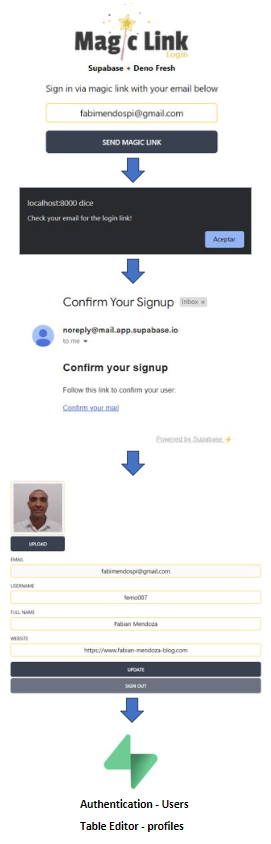 Magic Link
Login
Supabase + Deno Fresh
Sign in via magic link with your email below
fabimendospi@gmail.com
SEND MAGIC LINK
localhost:8000 dice
Check your email for the login link!
Aceptar
Confirm Your Signup Inbox ×
noreply@mail.app.supabase.io
to me
Confirm your signup
Follow this link to confirm your user:
Confirm your mail
Powered by Supabase ⚡
UPLOAD
EMAIL
fabimendospi@gmail.com
USERNAME
femo007
FULL NAME
Fabian Mendoza
WEBSITE
https://www.fabian-mendoza-blog.com
UPDATE
SIGN OUT
Authentication - Users
Table Editor - profiles